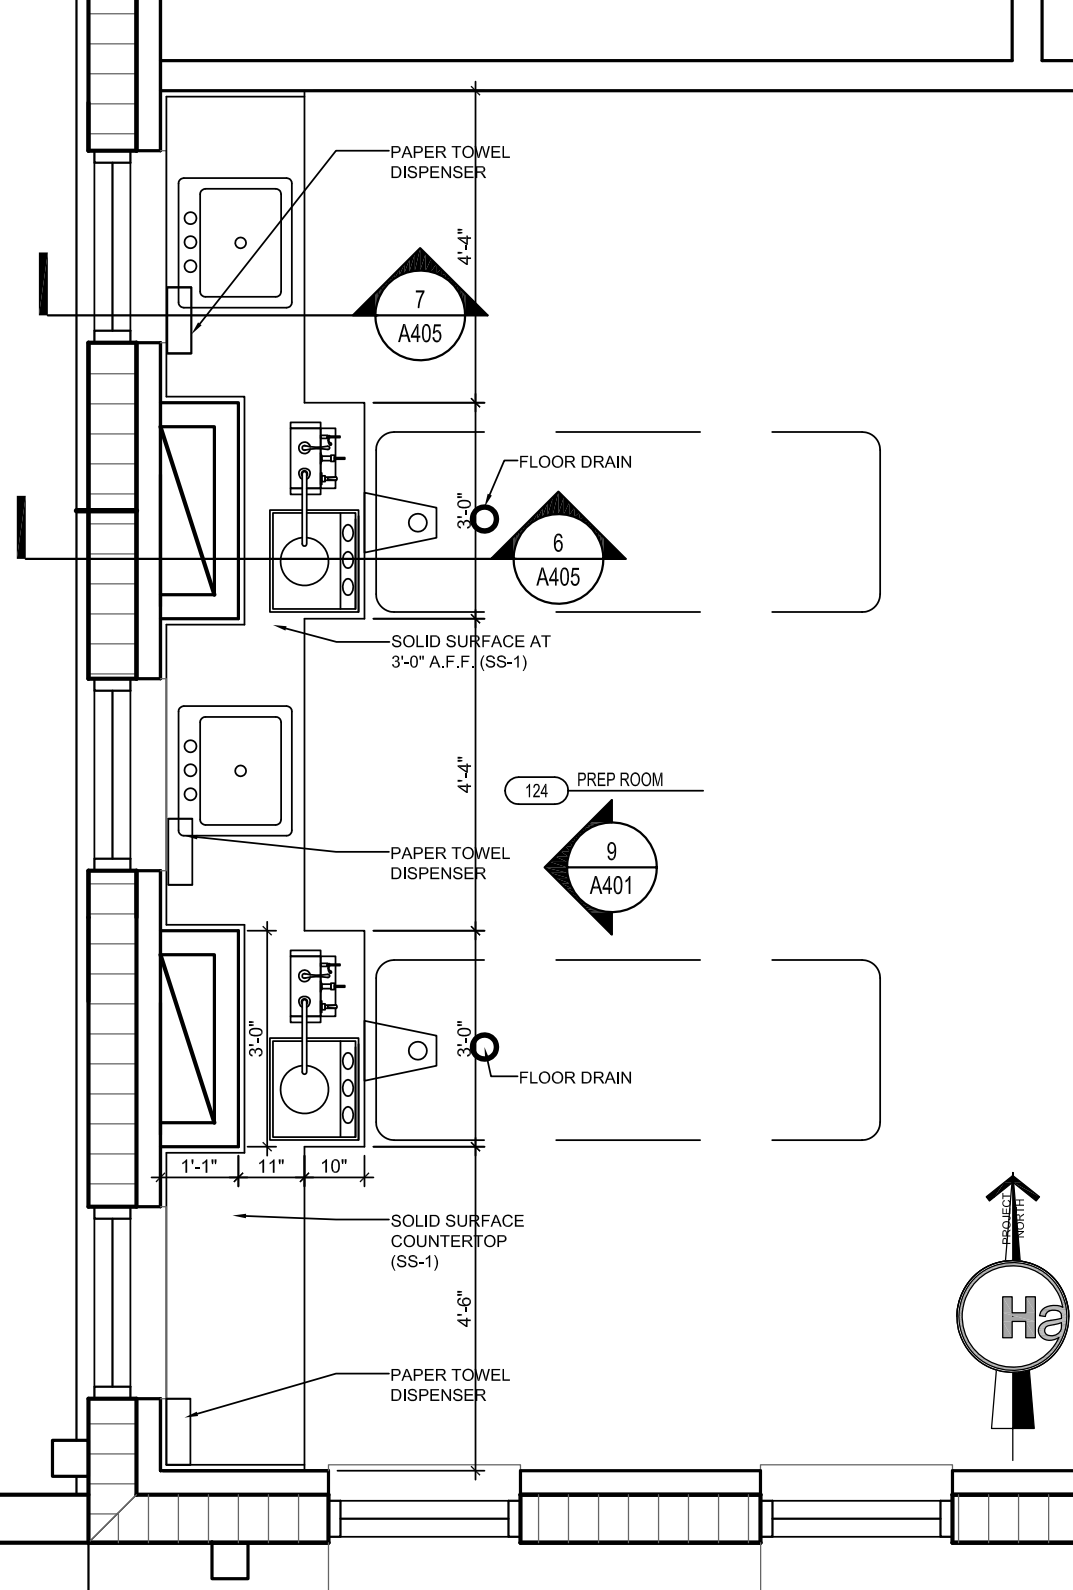 PAPER TOWEL
DISPENSER
4'-4"
7
A405
FLOOR DRAIN
3'-0"
6
A405
SOLID SURFACE AT
3'-0" A.F.F. (SS-1)
4'-4"
124
PREP ROOM
PAPER TOWEL
DISPENSER
9
A401
3'-0"
3'-0"
FLOOR DRAIN
1'-1"
11"
10"
SOLID SURFACE
COUNTERTOP
(SS-1)
PROJECT
NORTH
4'-6"
Ha
PAPER TOWEL
DISPENSER